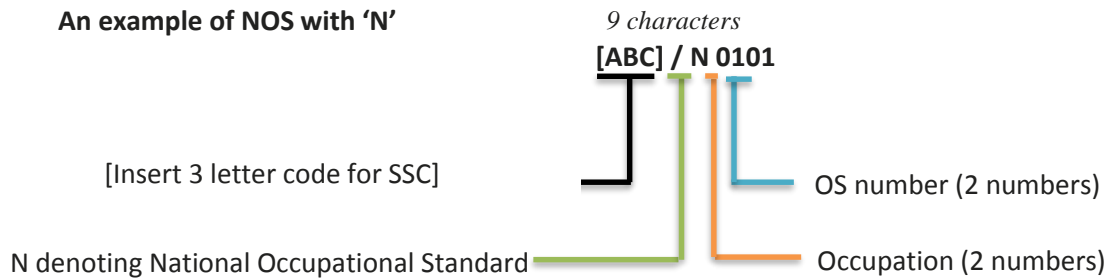 An example of NOS with ‘N’
9 characters
[ABC] / N 0101
[Insert 3 letter code for SSC]
OS number (2 numbers)
N denoting National Occupational Standard
Occupation (2 numbers)